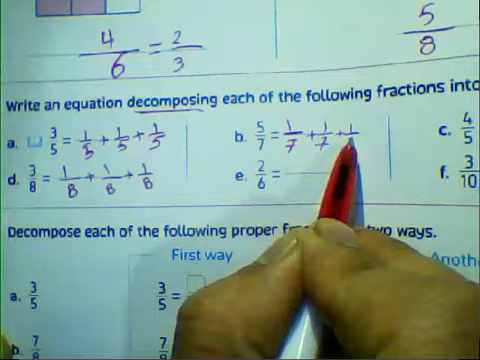 4/6 = 2/3
5/8
Write an equation decomposing each of the following fractions into
a. 3/5 = 1/5 + 1/5 + 1/5
b. 5/7 = 1/7 + 1/7 + 1/
c. 4/5
d. 3/8 = 1/8 + 1/8 + 1/8
e. 2/6 =
f. 3/10
Decompose each of the following proper two ways.
First way
Anothe
a. 3/5
3/5 =
b. 7/8